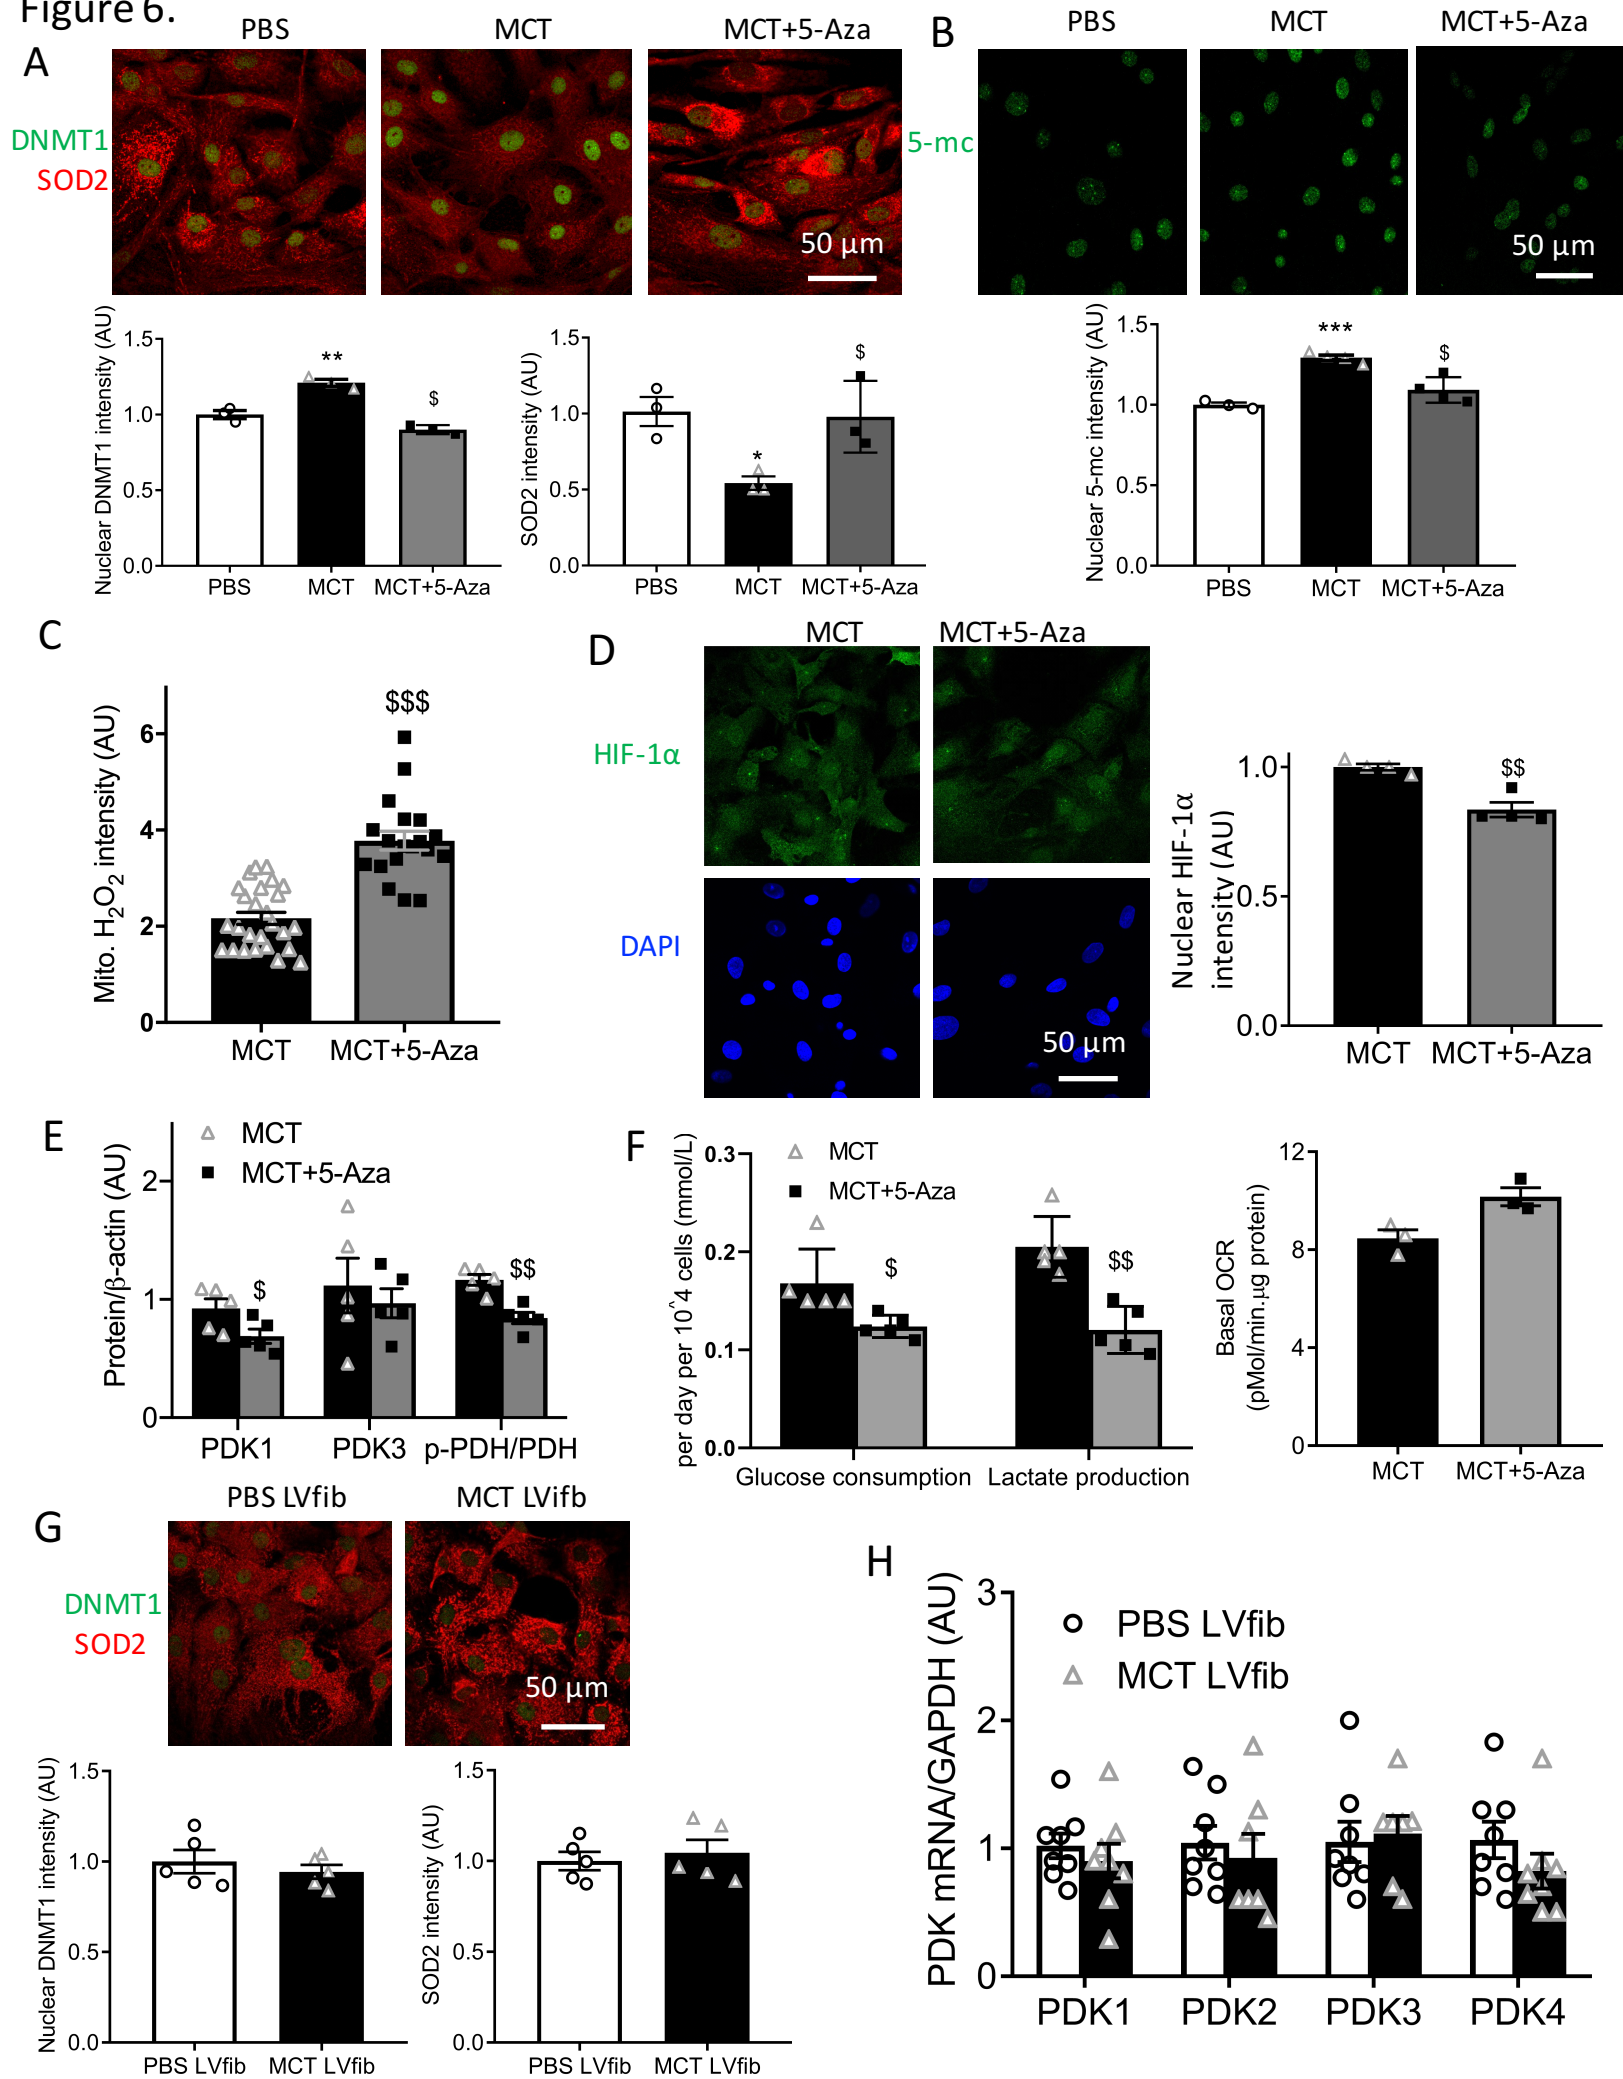 Figure 6.
A
PBS
MCT
MCT+5-Aza
DNMT1
SOD2
50 µm
Nuclear DNMT1 intensity (AU)
1.5
1.0
0.5
0.0
**
$
PBS
MCT
MCT+5-Aza
SOD2 intensity (AU)
1.5
1.0
0.5
0.0
*
$
PBS
MCT
MCT+5-Aza
B
PBS
MCT
MCT+5-Aza
5-mc
50 µm
Nuclear 5-mc intensity (AU)
1.5
1.0
0.5
0.0
***
$
PBS
MCT
MCT+5-Aza
C
Mito. H2O2 intensity (AU)
6
4
2
0
$$$
MCT
MCT+5-Aza
D
MCT
MCT+5-Aza
HIF-1α
DAPI
50 µm
Nuclear HIF-1α
intensity (AU)
1.0
0.5
0.0
$$
MCT
MCT+5-Aza
E
MCT
MCT+5-Aza
Protein/β-actin (AU)
2
1
0
$
$$
PDK1
PDK3
p-PDH/PDH
F
MCT
MCT+5-Aza
per day per 10^4 cells (mmol/L)
0.3
0.2
0.1
0.0
$
$$
Glucose consumption
Lactate production
Basal OCR
(pMol/min.µg protein)
12
8
4
0
MCT
MCT+5-Aza
G
PBS LVfib
MCT LVifb
DNMT1
SOD2
50 µm
Nuclear DNMT1 intensity (AU)
1.5
1.0
0.5
0.0
PBS LVfib
MCT LVfib
SOD2 intensity (AU)
1.5
1.0
0.5
0.0
PBS LVfib
MCT LVfib
H
PBS LVfib
MCT LVfib
PDK mRNA/GAPDH (AU)
3
2
1
0
PDK1
PDK2
PDK3
PDK4